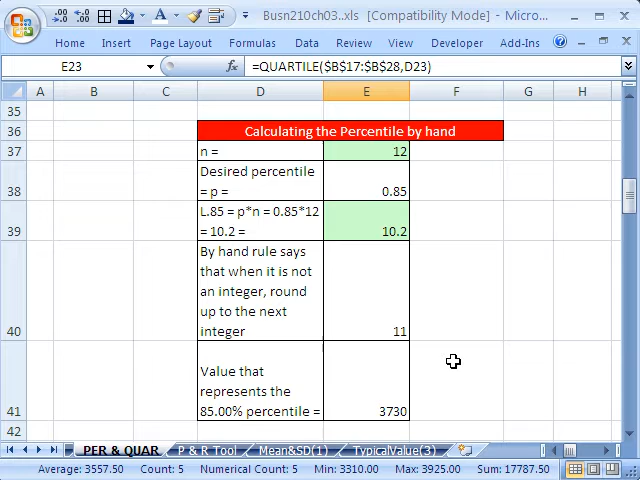 Busn210ch03..xls [Compatibility Mode] - Micro...
Home Insert Page Layout Formulas Data Review View Developer Add-Ins
E23 fx =QUARTILE($B$17:$B$28,D23)
A B C D E F G H
35
36 Calculating the Percentile by hand
37 n = 12
Desired percentile
38 = p = 0.85
L.85 = p*n = 0.85*12
39 = 10.2 = 10.2
By hand rule says
that when it is not
an integer, round
up to the next
40 integer 11
Value that
represents the
41 85.00% percentile = 3730
42
PER & QUAR P & R Tool Mean&SD(1) TypicalValue(3)
Average: 3557.50 Count: 5 Numerical Count: 5 Min: 3310.00 Max: 3925.00 Sum: 17787.50